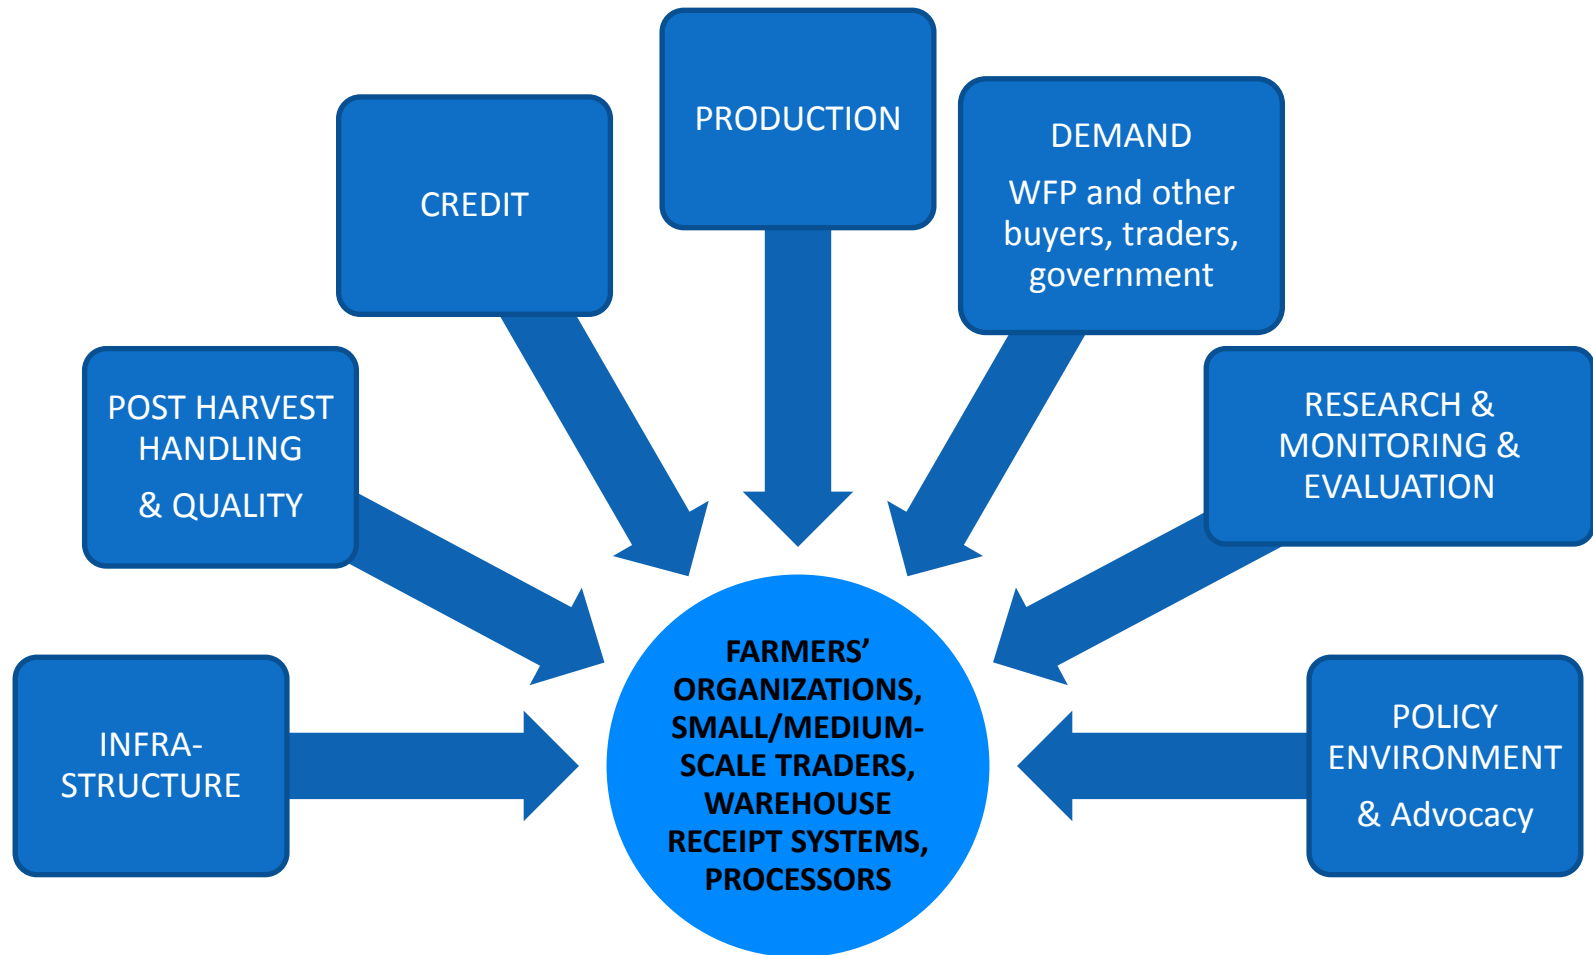 PRODUCTION
DEMAND
WFP and other
buyers, traders,
government
CREDIT
POST HARVEST
HANDLING
& QUALITY
RESEARCH &
MONITORING &
EVALUATION
INFRA-
STRUCTURE
FARMERS’
ORGANIZATIONS,
SMALL/MEDIUM-
SCALE TRADERS,
WAREHOUSE
RECEIPT SYSTEMS,
PROCESSORS
POLICY
ENVIRONMENT
& Advocacy